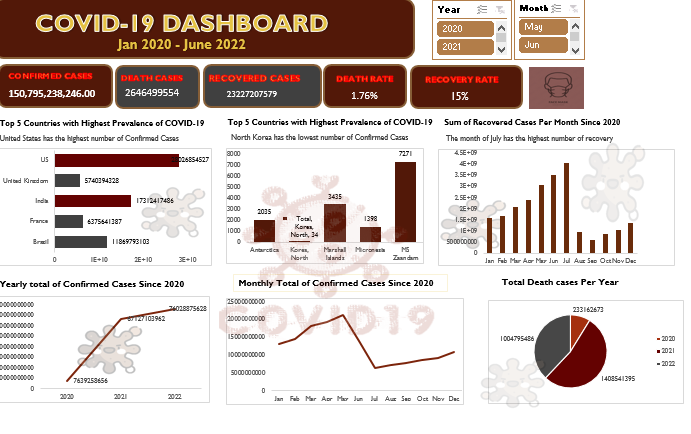 COVID-19 DASHBOARD
Jan 2020 - June 2022
Year
2020
2021
Month
May
Jun
CONFIRMED CASES
150,795,238,246.00
DEATH CASES
2646499554
RECOVERED CASES
23227207579
DEATH RATE
1.76%
RECOVERY RATE
15%
Top 5 Countries with Highest Prevalence of COVID-19
United States has the highest number of Confirmed Cases
US
United Kingdom
India
France
Brazil
026854527
5740394328
17312417486
6375641387
11869793103
0 1E+10 2E+10 3E+10
Top 5 Countries with Highest Prevalence of COVID-19
North Korea has the lowest number of Confirmed Cases
8000
7000
6000
5000
4000
3000
2000
1000
0
2035
Total,
Korea,
North, 34
3435
1398
7271
Antarctica
Korea,
North
Marshall
Islands
Micronesia
MS
Zaandam
Sum of Recovered Cases Per Month Since 2020
The month of July has the highest number of recovery
4.5E+09
4E+09
3.5E+09
3E+09
2.5E+09
2E+09
1.5E+09
1E+09
500000000
0
Jan Feb Mar Apr May Jun Jul Aug Sep Oct Nov Dec
Yearly total of Confirmed Cases Since 2020
7639258656
67127103962
76028875628
2020 2021 2022
Monthly Total of Confirmed Cases Since 2020
25000000000
20000000000
15000000000
10000000000
5000000000
0
Jan Feb Mar Apr May Jun Jul Aug Sep Oct Nov Dec
COVID19
Total Death cases Per Year
233162673
1004795486
1408541395
2020
2021
2022